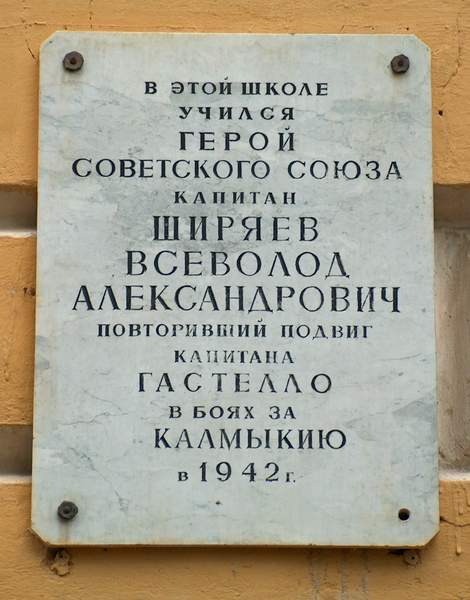 В ЭТОЙ ШКОЛЕ
УЧИЛСЯ
ГЕРОЙ
СОВЕТСКОГО СОЮЗА
КАПИТАН
ШИРЯЕВ
ВСЕВОЛОД
АЛЕКСАНДРОВИЧ
ПОВТОРИВШИЙ ПОДВИГ
КАПИТАНА
ГАСТЕЛЛО
В БОЯХ ЗА
КАЛМЫКИЮ
в 1942 г.